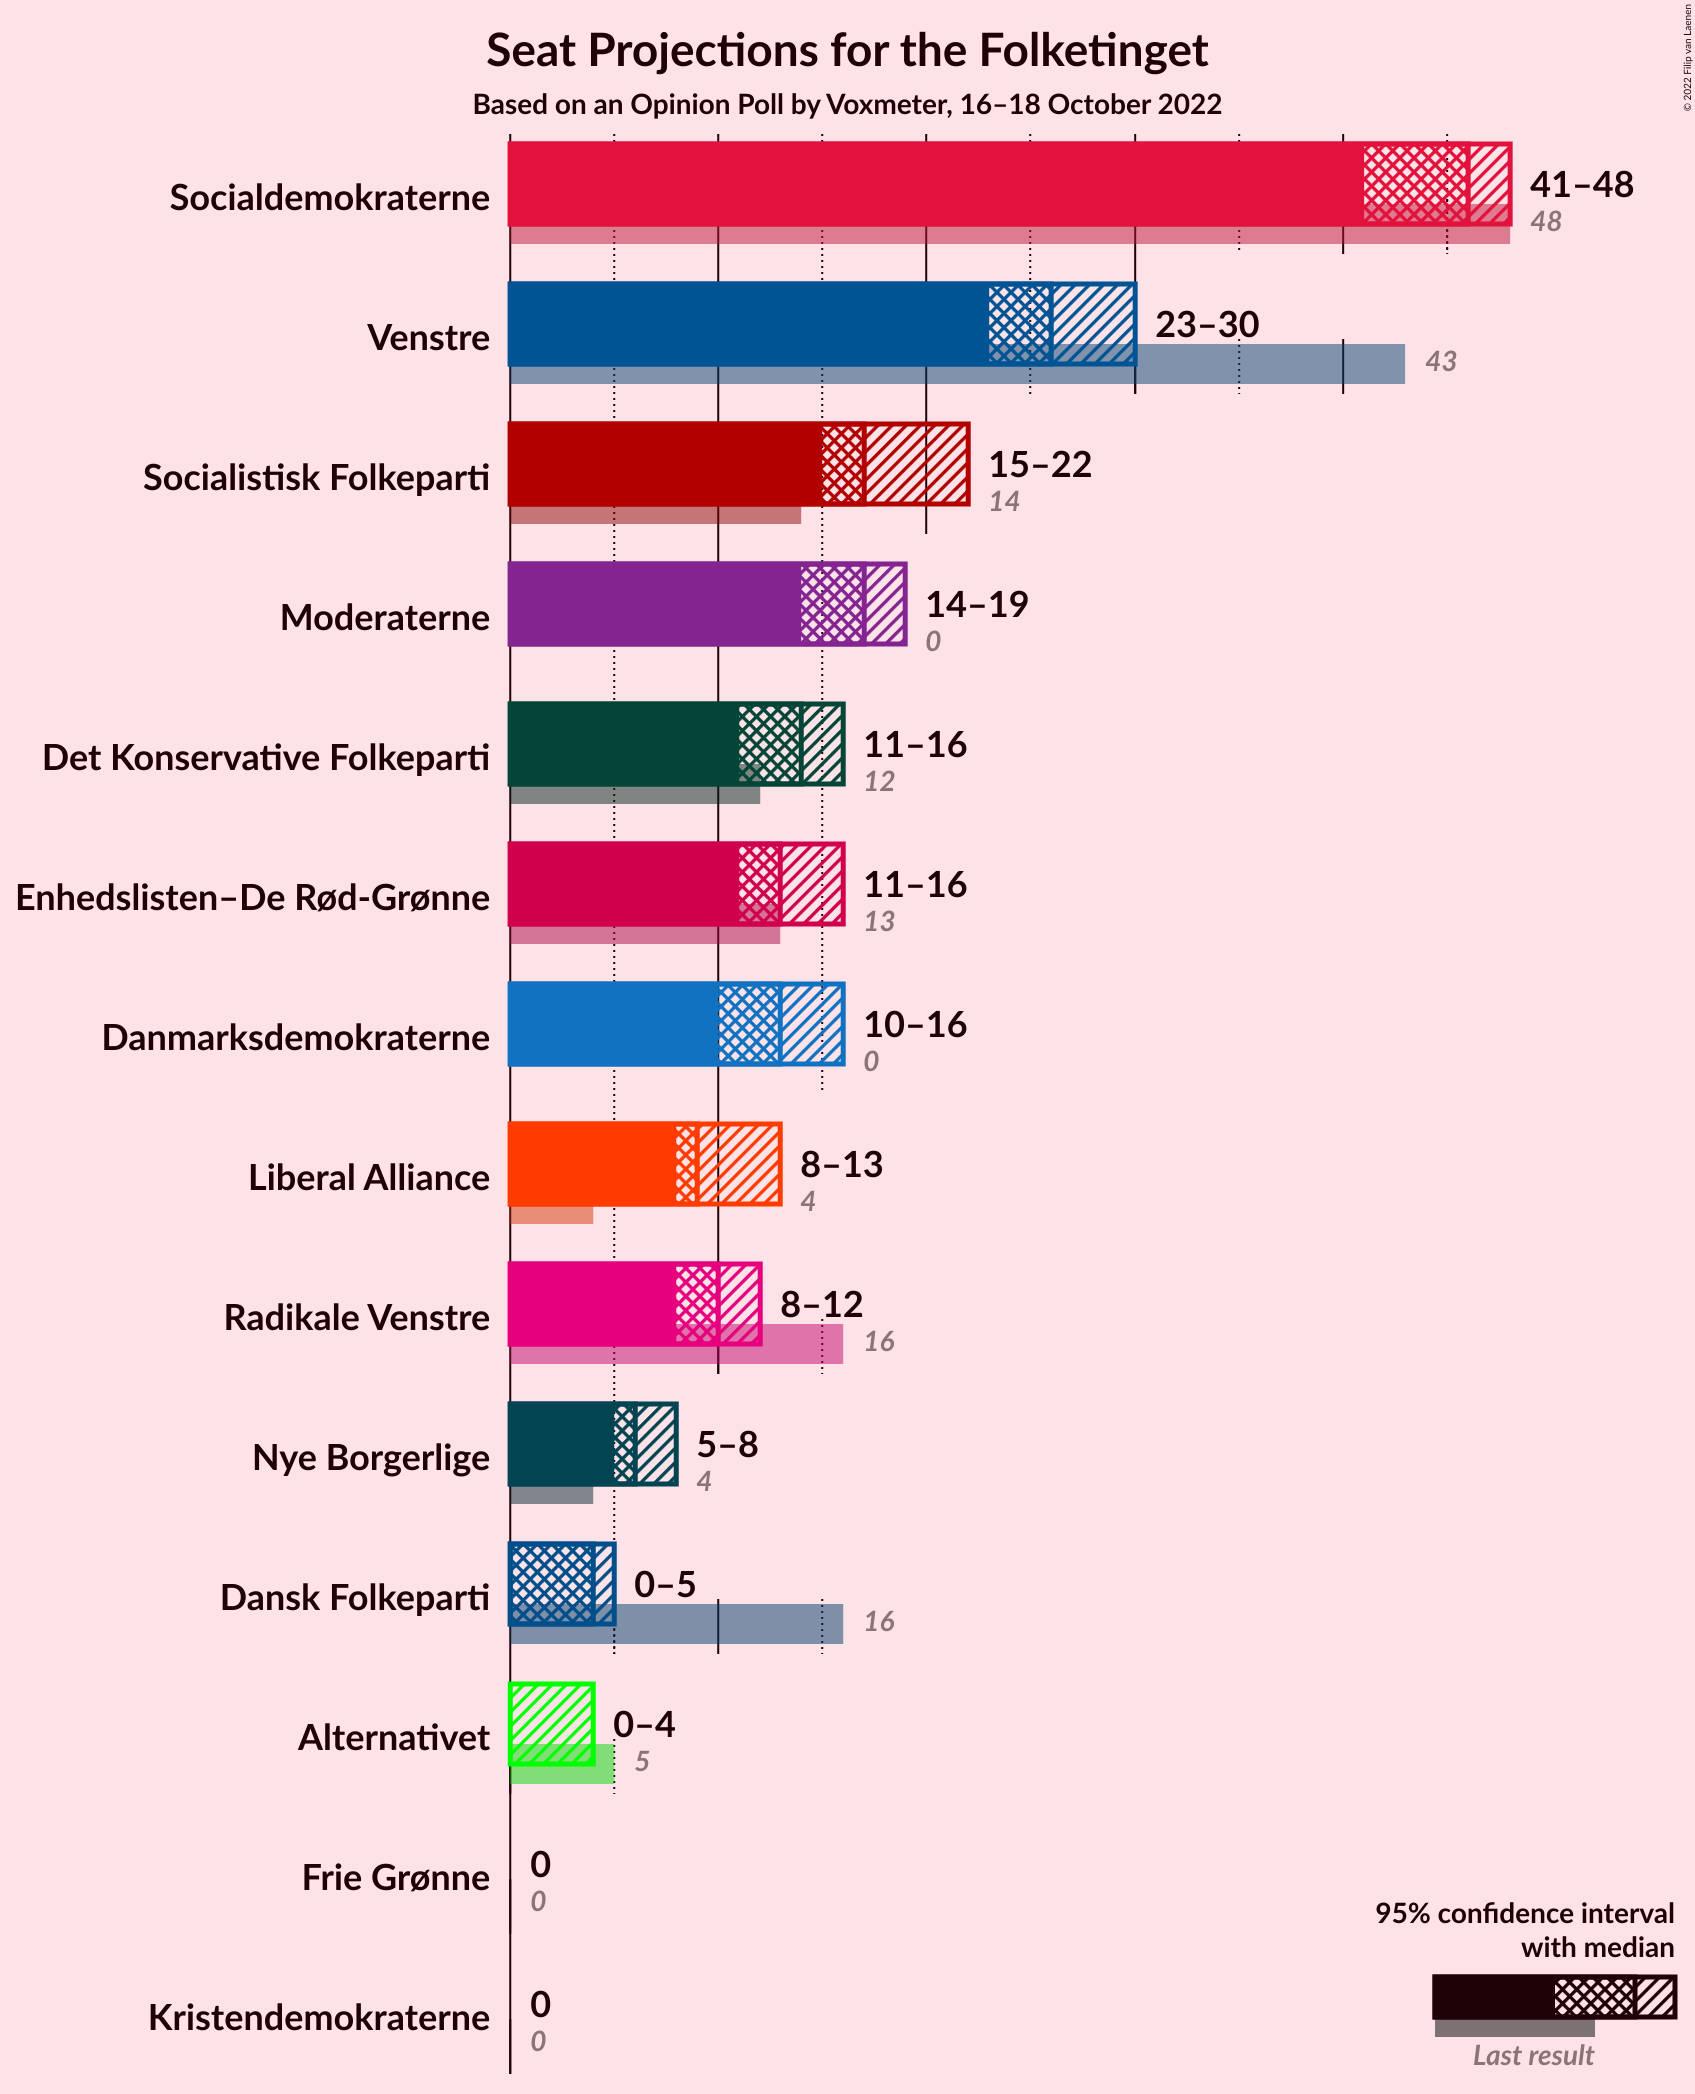 Seat Projections for the Folketinget
Based on an Opinion Poll by Voxmeter, 16–18 October 2022
© 2022 Filip van Laenen
Socialdemokraterne
41–48
48
Venstre
23–30
43
Socialistisk Folkeparti
15–22
14
Moderaterne
14–19
0
Det Konservative Folkeparti
11–16
12
Enhedslisten–De Rød-Grønne
11–16
13
Danmarksdemokraterne
10–16
0
Liberal Alliance
8–13
4
Radikale Venstre
8–12
16
Nye Borgerlige
5–8
4
Dansk Folkeparti
0–5
16
Alternativet
0–4
5
Frie Grønne
0
0
Kristendemokraterne
0
0
95% confidence interval
with median
Last result